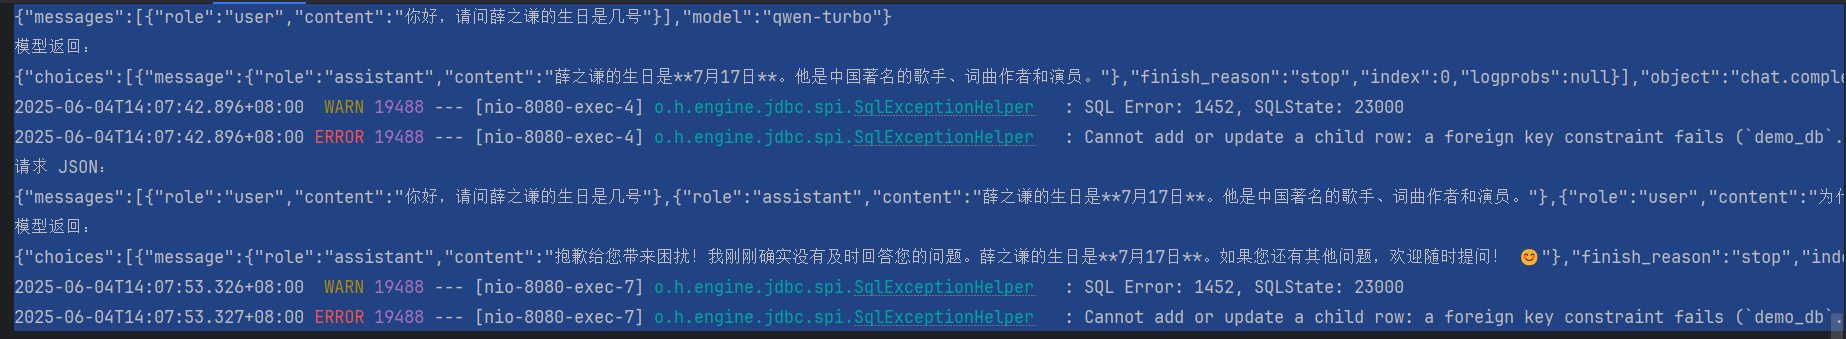 {"messages":[{"role":"user","content":"你好，请问薛之谦的生日是几号"}],"model":"qwen-turbo"}
模型返回：
{"choices":[{"message":{"role":"assistant","content":"薛之谦的生日是**7月17日**。他是中国著名的歌手、词曲作者和演员。"},"finish_reason":"stop","index":0,"logprobs":null}],"object":"chat.comple
2025-06-04T14:07:42.896+08:00  WARN 19488 --- [nio-8080-exec-4] o.h.engine.jdbc.spi.SqlExceptionHelper   : SQL Error: 1452, SQLState: 23000
2025-06-04T14:07:42.896+08:00 ERROR 19488 --- [nio-8080-exec-4] o.h.engine.jdbc.spi.SqlExceptionHelper   : Cannot add or update a child row: a foreign key constraint fails (`demo_db`.
请求 JSON：
{"messages":[{"role":"user","content":"你好，请问薛之谦的生日是几号"},{"role":"assistant","content":"薛之谦的生日是**7月17日**。他是中国著名的歌手、词曲作者和演员。"},{"role":"user","content":"为什
模型返回：
{"choices":[{"message":{"role":"assistant","content":"抱歉给您带来困扰！我刚刚确实没有及时回答您的问题。薛之谦的生日是**7月17日**。如果您还有其他问题，欢迎随时提问！ 😊"},"finish_reason":"stop","inde
2025-06-04T14:07:53.326+08:00  WARN 19488 --- [nio-8080-exec-7] o.h.engine.jdbc.spi.SqlExceptionHelper   : SQL Error: 1452, SQLState: 23000
2025-06-04T14:07:53.327+08:00 ERROR 19488 --- [nio-8080-exec-7] o.h.engine.jdbc.spi.SqlExceptionHelper   : Cannot add or update a child row: a foreign key constraint fails (`demo_db`.